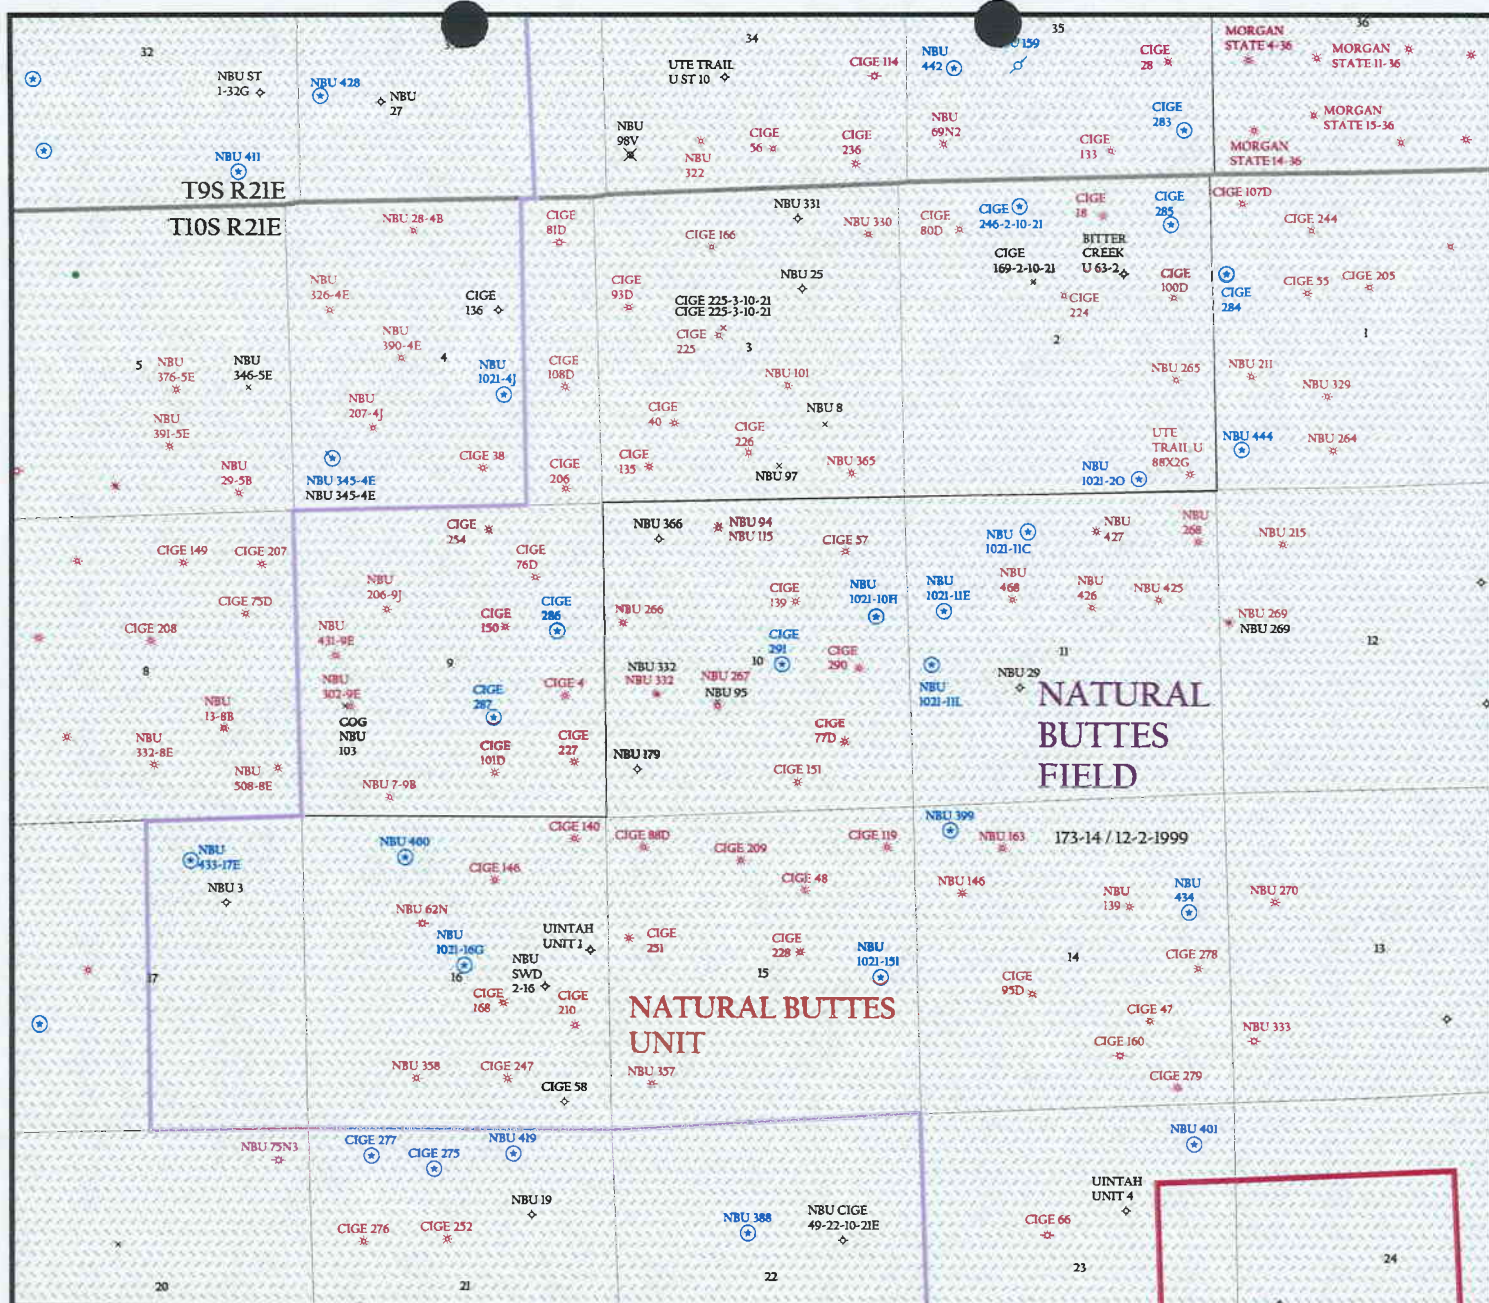 32
34
35
36
NBU ST
1-32G
NBU 428
NBU
27
NBU 411
UTE TRAIL
U ST 10
CIGE 114
NBU
98V
NBU
322
CIGE
56
CIGE
236
NBU
442
CIGE
28
NBU
69N2
CIGE
133
CIGE
283
MORGAN
STATE 4-36
MORGAN
STATE 11-36
MORGAN
STATE 15-36
MORGAN
STATE 14-36
T9S R21E
T10S R21E
NBU 28-4B
CIGE
81D
NBU
326-4E
CIGE
136
NBU
390-4E
4
NBU
1021-4J
CIGE
108D
5
NBU
376-5E
NBU
346-5E
NBU
207-4J
NBU
391-5E
NBU
29-5B
NBU 345-4E
NBU 345-4E
CIGE 38
CIGE
206
NBU 331
CIGE 166
NBU 330
CIGE
93D
NBU 25
CIGE 225-3-10-21
CIGE 225-3-10-21
CIGE
225
3
NBU 101
CIGE
40
NBU 8
CIGE
226
CIGE
135
NBU 97
NBU 365
CIGE
80D
CIGE
246-2-10-21
CIGE
18
CIGE
285
CIGE
169-2-10-21
BITTER
CREEK
U 63-2
CIGE
100D
CIGE
224
2
NBU 265
UTE
TRAIL U
88X2G
NBU
1021-2O
CIGE 107D
CIGE 244
CIGE 55
CIGE 205
CIGE
284
1
NBU 211
NBU 329
NBU 444
NBU 264
CIGE 149
CIGE 207
CIGE 75D
CIGE 208
8
NBU
13-8B
NBU
332-8E
NBU
508-8E
CIGE
254
CIGE
76D
NBU
206-9J
CIGE
150
CIGE
286
NBU
431-9E
9
NBU
302-9E
CIGE
287
CIGE 4
COG
NBU
103
CIGE
101D
CIGE
227
NBU 7-9B
NBU 366
NBU 94
NBU 115
CIGE 57
CIGE
139
NBU
1021-10H
NBU 266
CIGE
291
10
CIGE
290
NBU 332
NBU 332
NBU 267
NBU 95
CIGE
77D
NBU 179
CIGE 151
NBU
1021-11C
NBU
427
NBU
268
NBU
1021-11E
NBU
468
NBU
426
NBU 425
11
NBU
1021-11L
NBU 29
NATURAL
BUTTES
FIELD
NBU 215
NBU 269
NBU 269
12
NBU
433-17E
NBU 3
17
NBU 400
CIGE 140
CIGE 146
NBU 62N
NBU
1021-16G
UINTAH
UNIT 1
NBU
SWD
2-16
16
CIGE
168
CIGE
210
NBU 358
CIGE 247
CIGE 58
CIGE 88D
CIGE 209
CIGE 119
CIGE 48
CIGE
251
CIGE
228
NBU
1021-15I
15
NATURAL BUTTES
UNIT
NBU 357
NBU 399
NBU 163
173-14 / 12-2-1999
NBU 146
NBU
139
NBU
434
14
CIGE 278
CIGE
95D
CIGE 47
CIGE 160
CIGE 279
NBU 270
13
NBU 333
NBU 75N3
20
CIGE 277
CIGE 275
NBU 419
NBU 19
CIGE 276
CIGE 252
21
NBU 388
NBU CIGE
49-22-10-21E
22
NBU 401
UINTAH
UNIT 4
CIGE 66
23
24